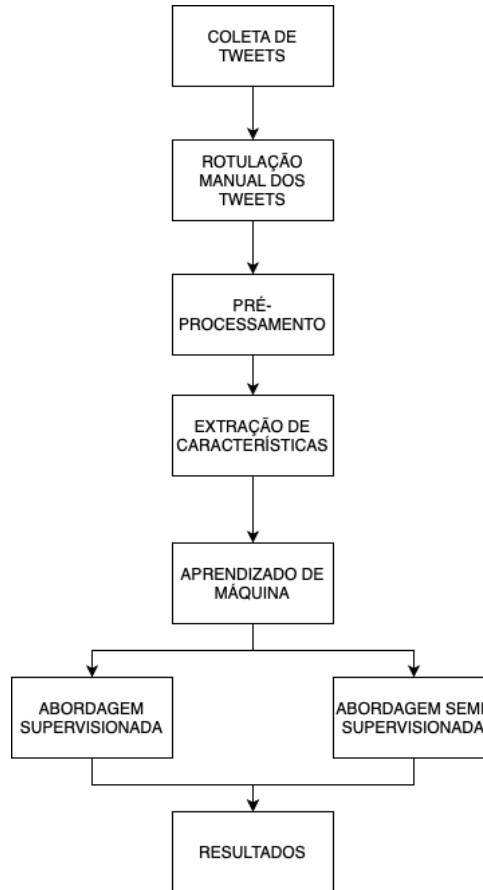 COLETA DE
TWEETS
ROTULAÇÃO
MANUAL DOS
TWEETS
PRÉ-
PROCESSAMENTO
EXTRAÇÃO DE
CARACTERÍSTICAS
APRENDIZADO DE
MÁQUINA
ABORDAGEM
SUPERVISIONADA
ABORDAGEM SEMI
SUPERVISIONADA
RESULTADOS